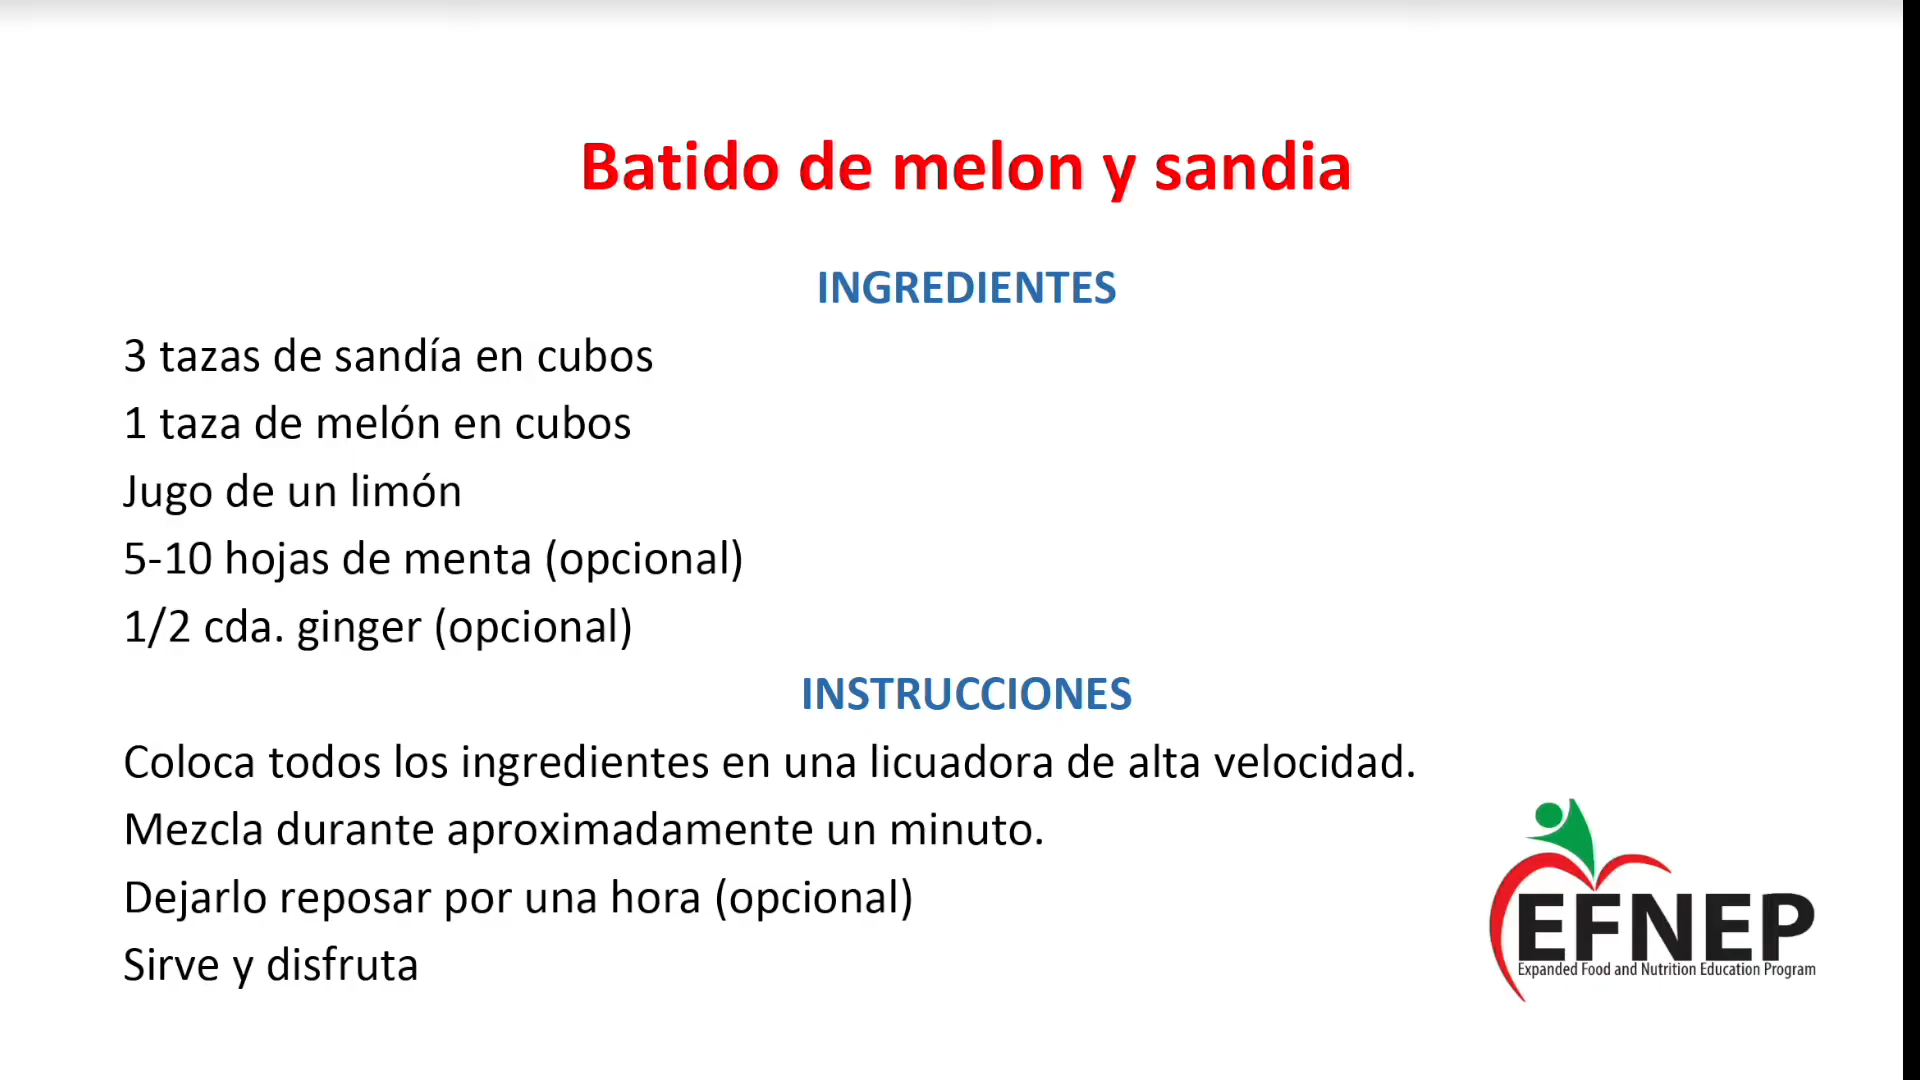 Batido de melon y sandia
INGREDIENTES
3 tazas de sandía en cubos
1 taza de melón en cubos
Jugo de un limón
5-10 hojas de menta (opcional)
1/2 cda. ginger (opcional)
INSTRUCCIONES
Coloca todos los ingredientes en una licuadora de alta velocidad.
Mezcla durante aproximadamente un minuto.
Dejarlo reposar por una hora (opcional)
Sirve y disfruta
EFNEP
Expanded Food and Nutrition Education Program